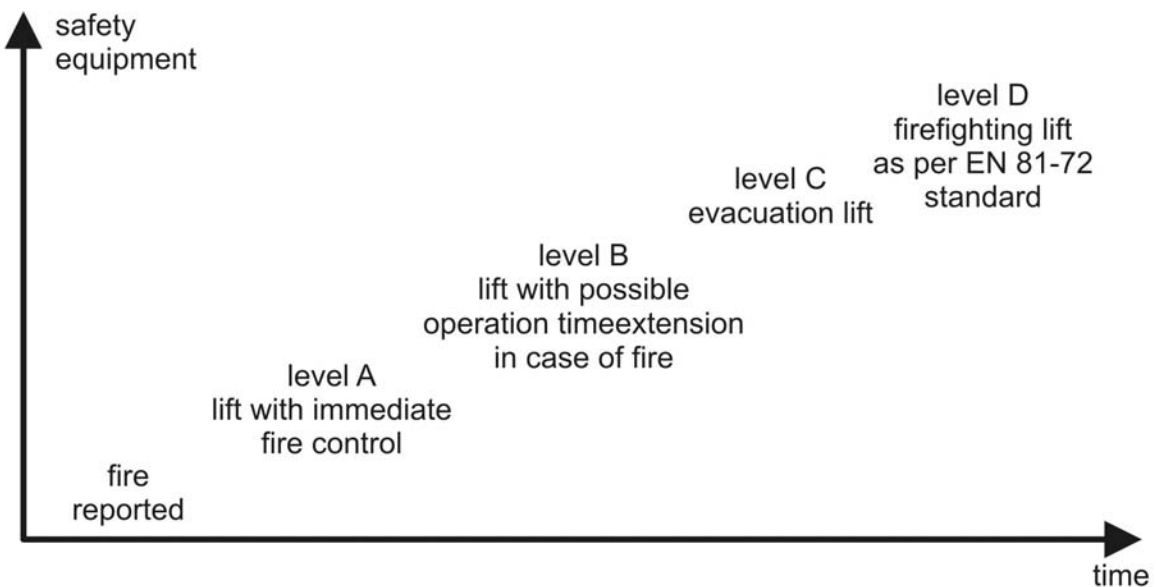 safety
equipment
level D
firefighting lift
as per EN 81-72
standard
level C
evacuation lift
level B
lift with possible
operation timeextension
in case of fire
level A
lift with immediate
fire control
fire
reported
time